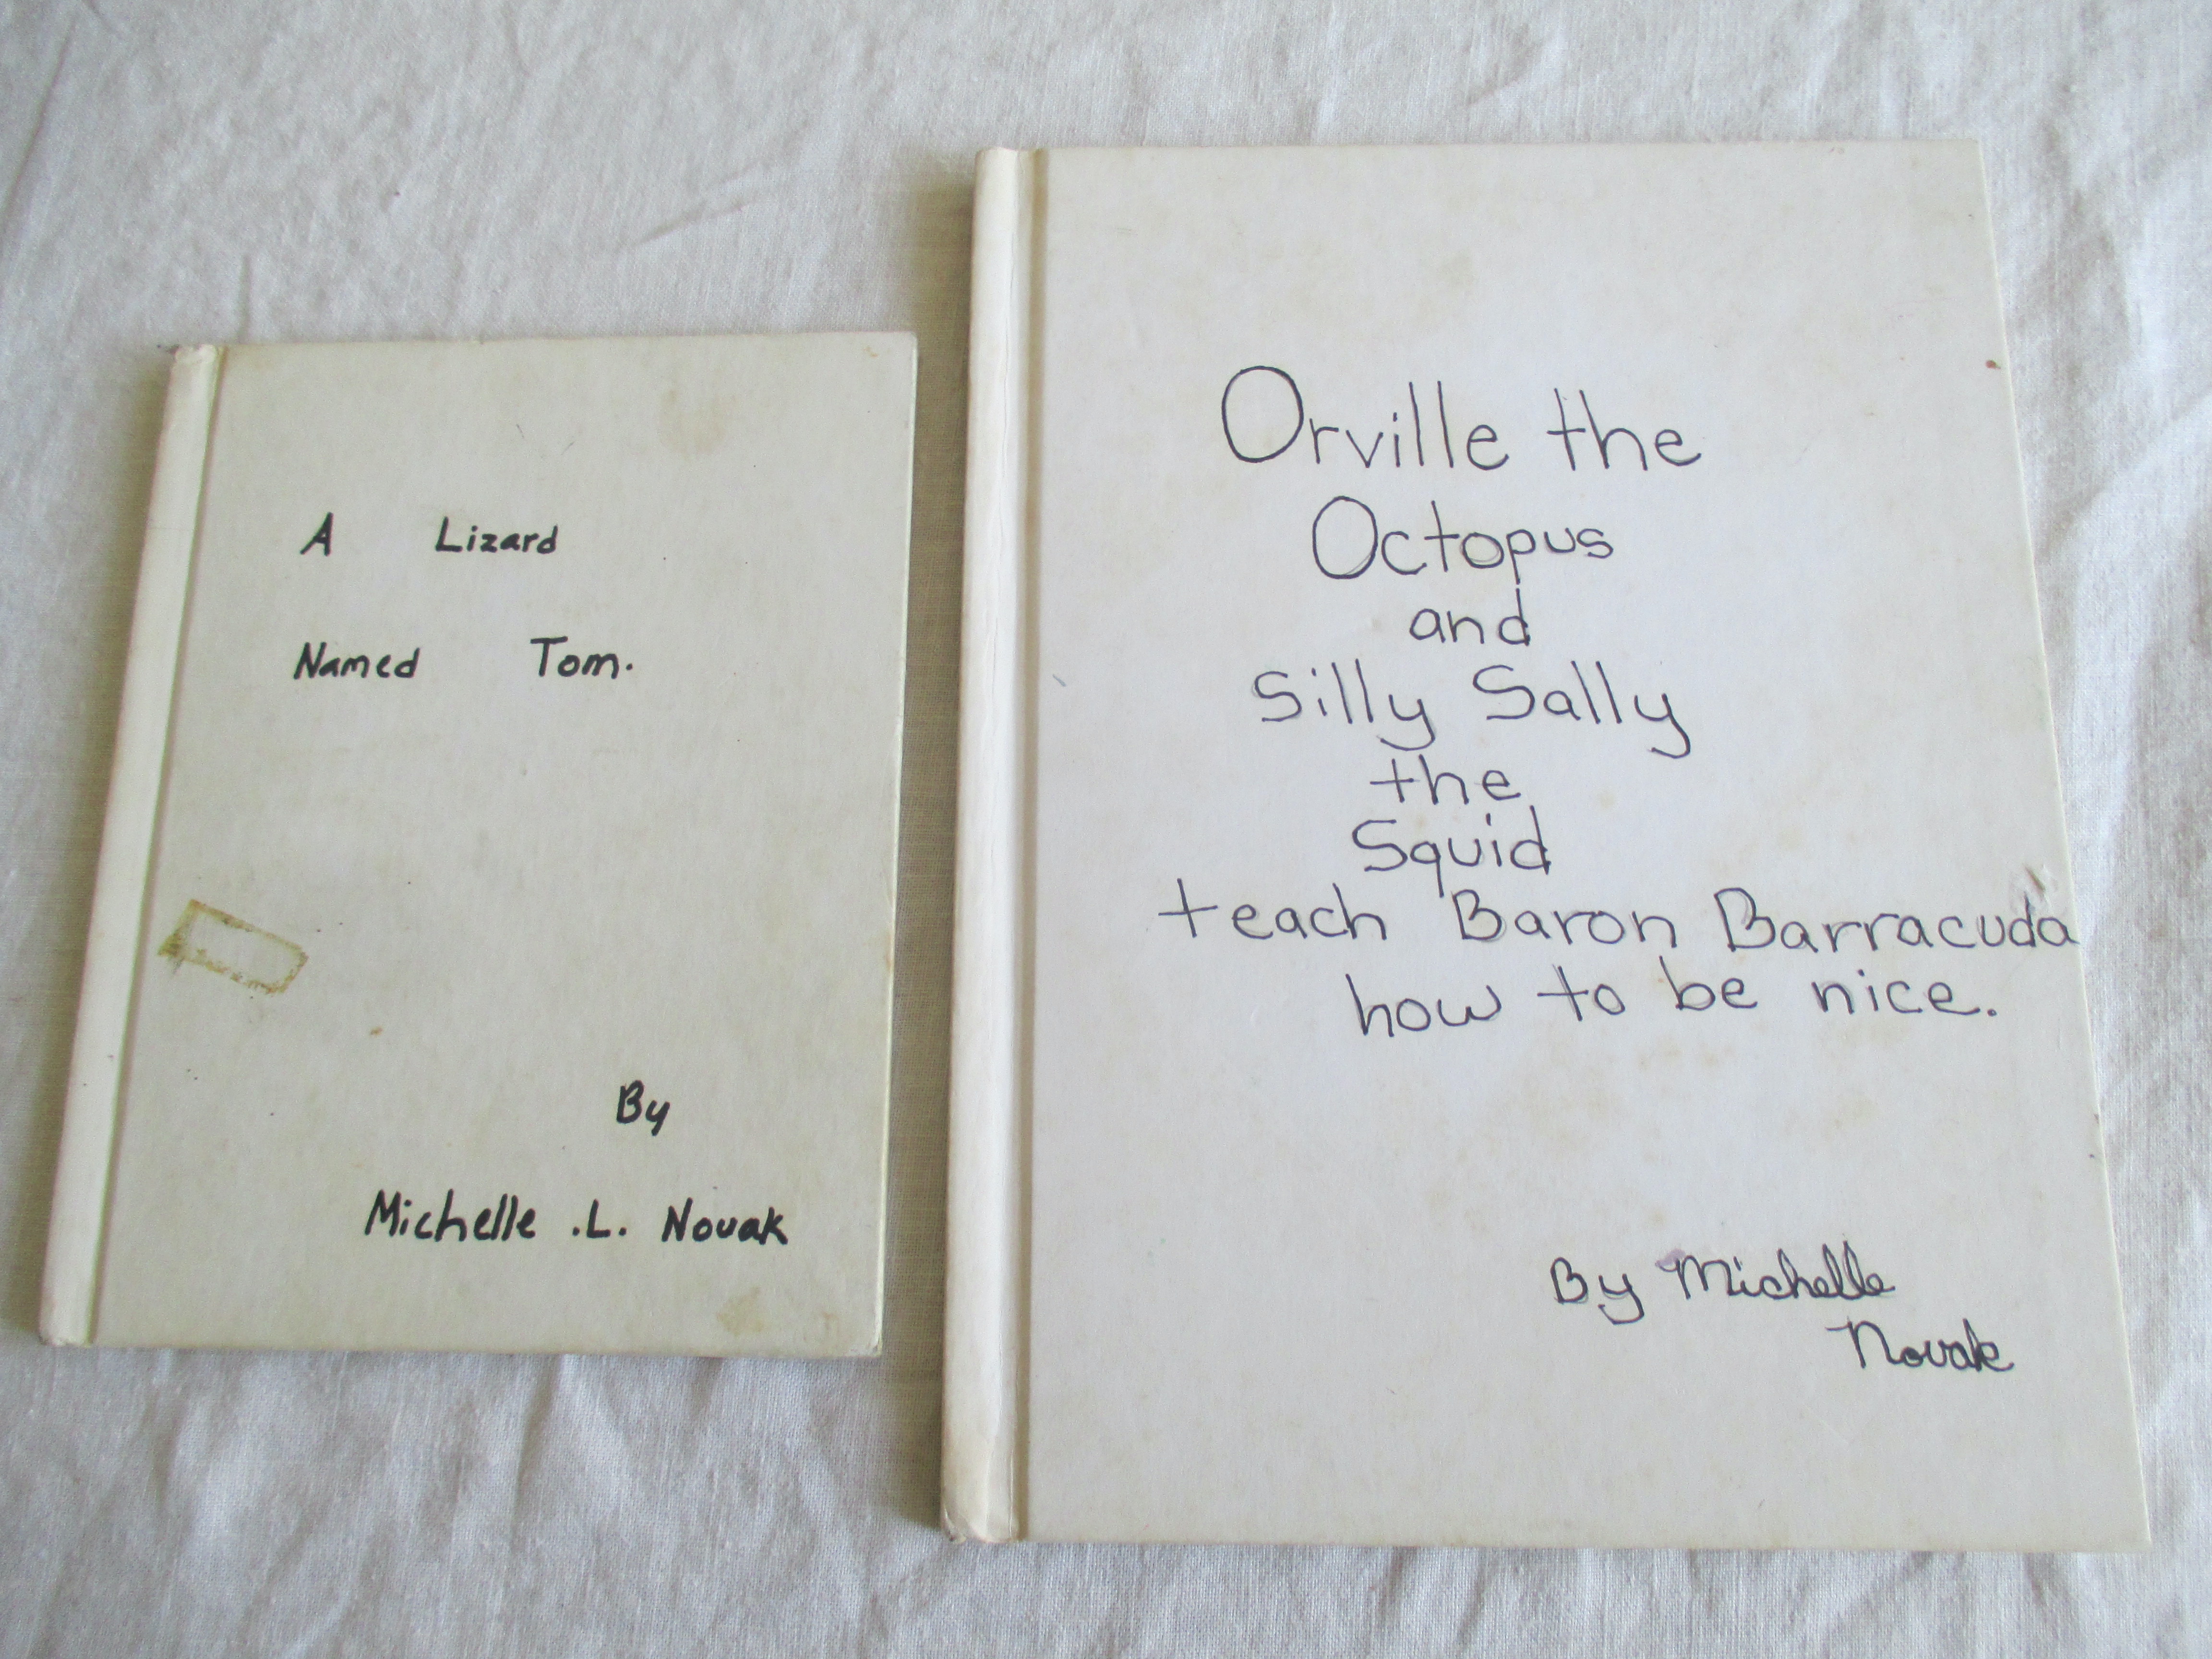 A Lizard
Named Tom.
By
Michelle .L. Novak
Orville the
Octopus
and
Silly Sally
the
Squid
teach Baron Barracuda
how to be nice.
By Michelle
Novak